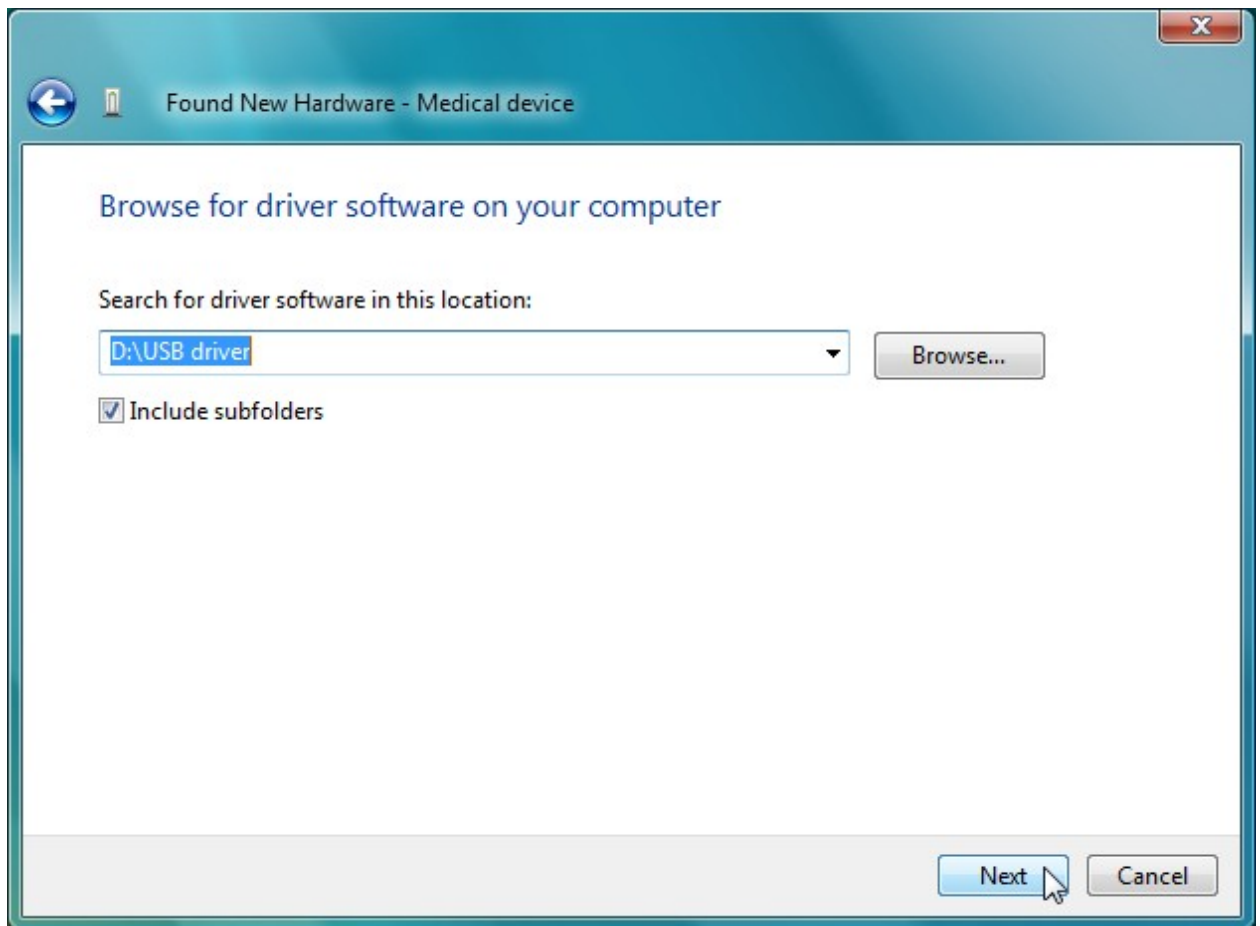 Found New Hardware - Medical device
Browse for driver software on your computer
Search for driver software in this location:
D:\USB driver
Browse...
Include subfolders
Next
Cancel